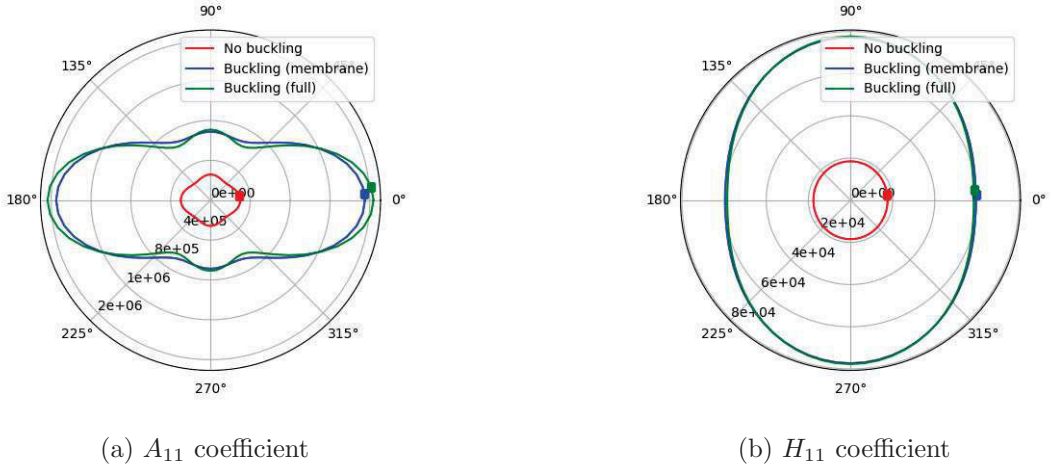 90°
No buckling
Buckling (membrane)
Buckling (full)
135°
180°
0e+00
0°
4e+05
8e+05
1e+06
2e+06
225°
315°
270°
(a) A₁₁ coefficient
90°
No buckling
Buckling (membrane)
Buckling (full)
135°
180°
0°
2e+04
4e+04
6e+04
8e+04
225°
315°
270°
(b) H₁₁ coefficient